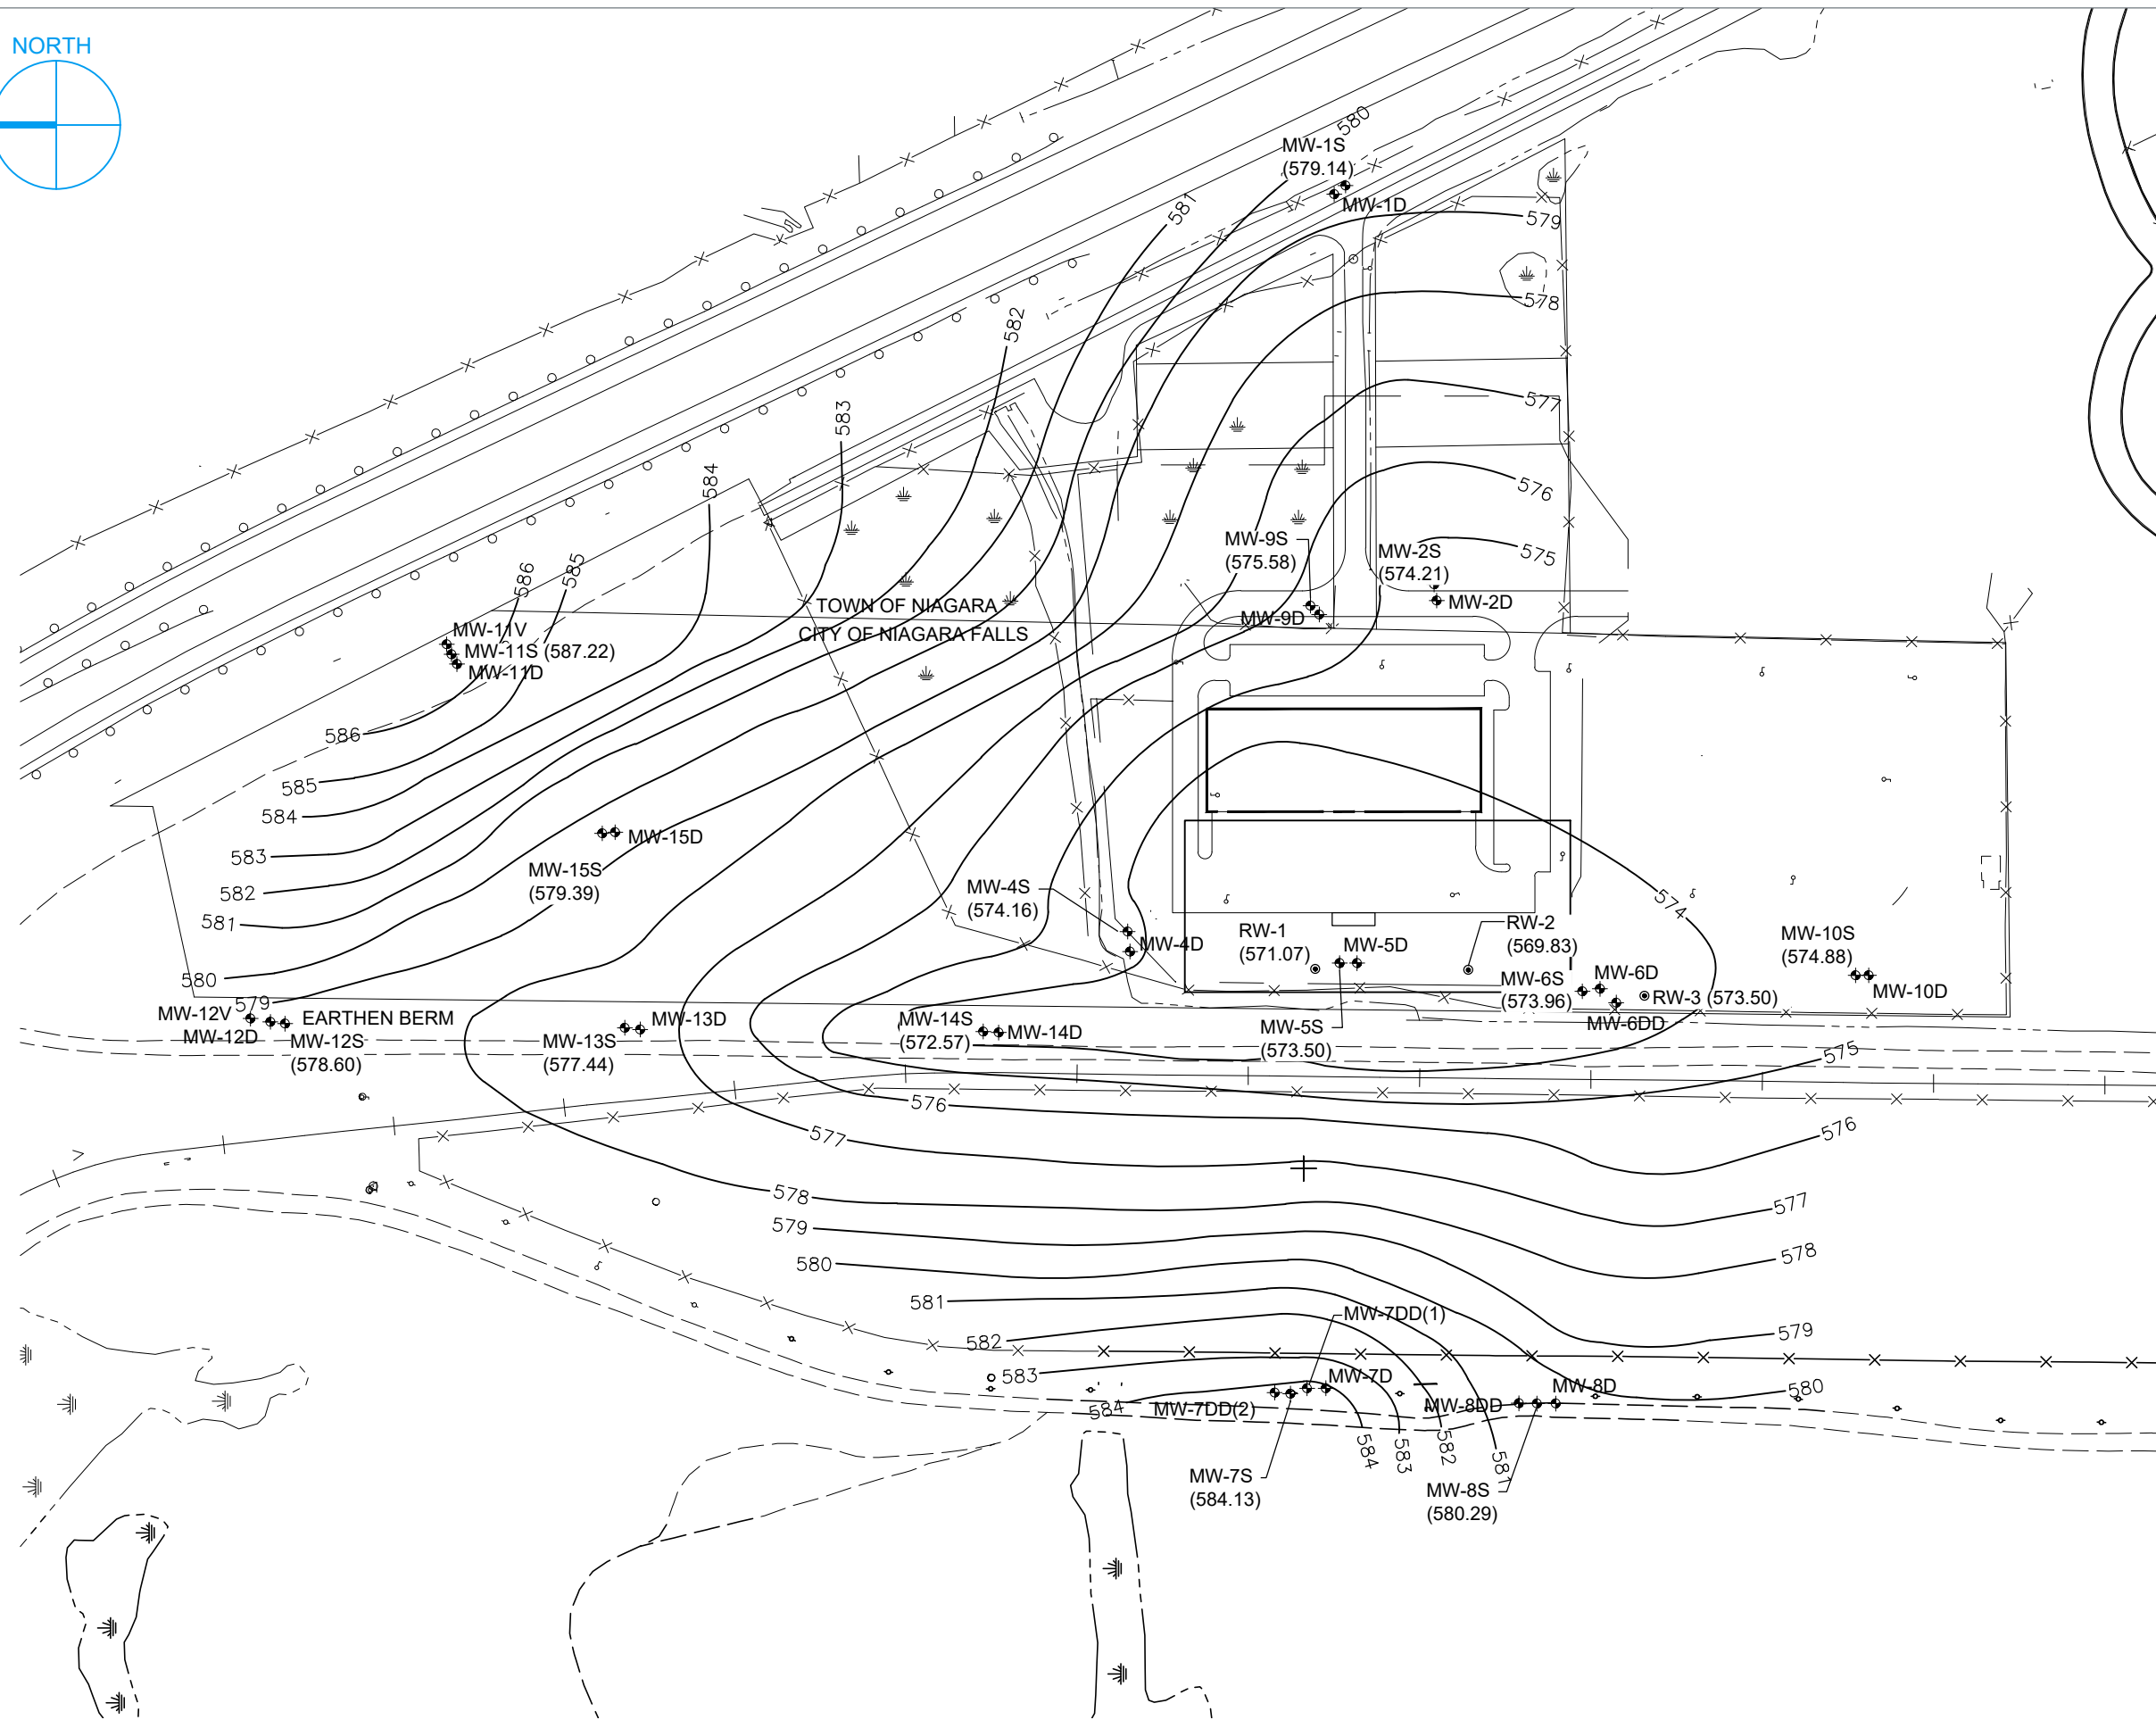 NORTH
580
MW-1S
(579.14)
MW-1D
581
579
582
578
583
577
584
576
586
585
MW-9S
(575.58)
MW-2S
(574.21)
575
MW-9D
MW-2D
TOWN OF NIAGARA
CITY OF NIAGARA FALLS
MW-11V
MW-11S (587.22)
MW-11D
586
585
584
583
582
581
580
579
MW-15D
MW-15S
(579.39)
MW-4S
(574.16)
MW-4D
RW-1
(571.07)
MW-5D
RW-2
(569.83)
574
MW-10S
(574.88)
MW-10D
MW-6S
(573.96)
MW-6D
RW-3 (573.50)
MW-6DD
MW-12V
MW-12D
EARTHEN BERM
MW-12S
(578.60)
MW-13D
MW-13S
(577.44)
MW-14S
(572.57)
MW-14D
MW-5S
(573.50)
575
576
576
577
577
578
578
579
579
580
580
581
582
583
584
MW-7DD(1)
MW-7D
MW-7DD(2)
MW-8DD
MW-8D
584
583
582
581
MW-7S
(584.13)
MW-8S
(580.29)